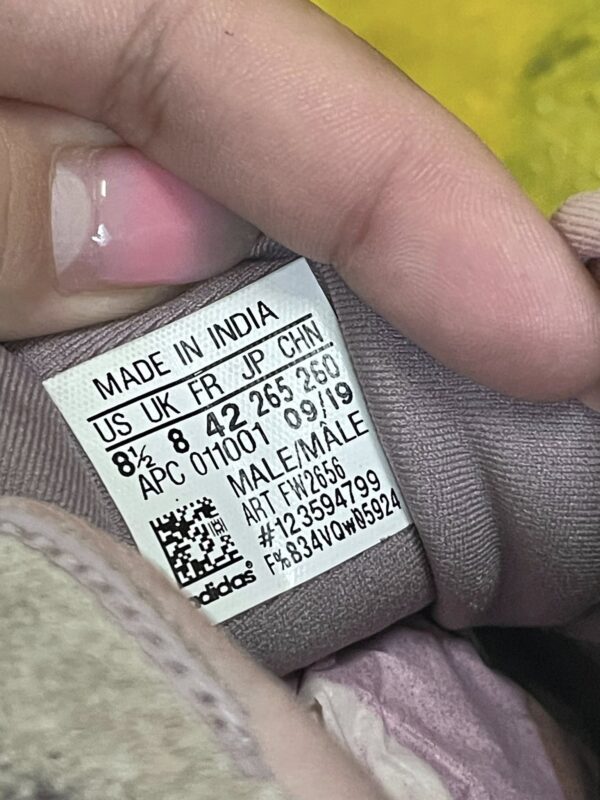 MADE IN INDIA
US UK FR JP CHN
8½ 8 42 265 260
APC 011001 09/19
MALE/MÂLE
ART FW2656
#123594799
F%834VQw05924
adidas®